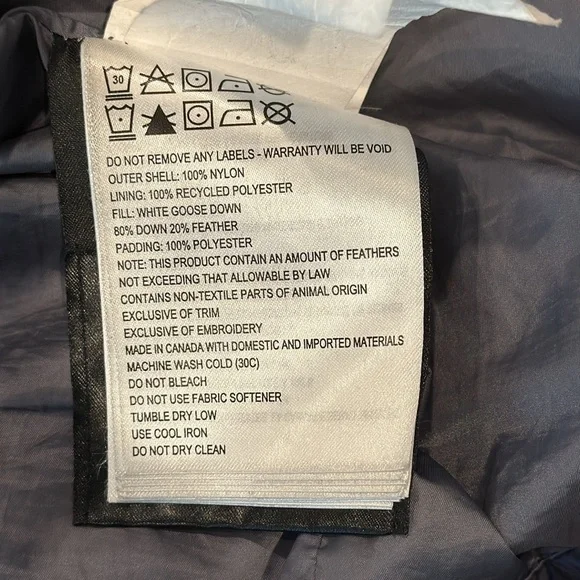 30
DO NOT REMOVE ANY LABELS - WARRANTY WILL BE VOID
OUTER SHELL: 100% NYLON
LINING: 100% RECYCLED POLYESTER
FILL: WHITE GOOSE DOWN
80% DOWN 20% FEATHER
PADDING: 100% POLYESTER
NOTE: THIS PRODUCT CONTAIN AN AMOUNT OF FEATHERS
NOT EXCEEDING THAT ALLOWABLE BY LAW
CONTAINS NON-TEXTILE PARTS OF ANIMAL ORIGIN
EXCLUSIVE OF TRIM
EXCLUSIVE OF EMBROIDERY
MADE IN CANADA WITH DOMESTIC AND IMPORTED MATERIALS
MACHINE WASH COLD (30C)
DO NOT BLEACH
DO NOT USE FABRIC SOFTENER
TUMBLE DRY LOW
USE COOL IRON
DO NOT DRY CLEAN